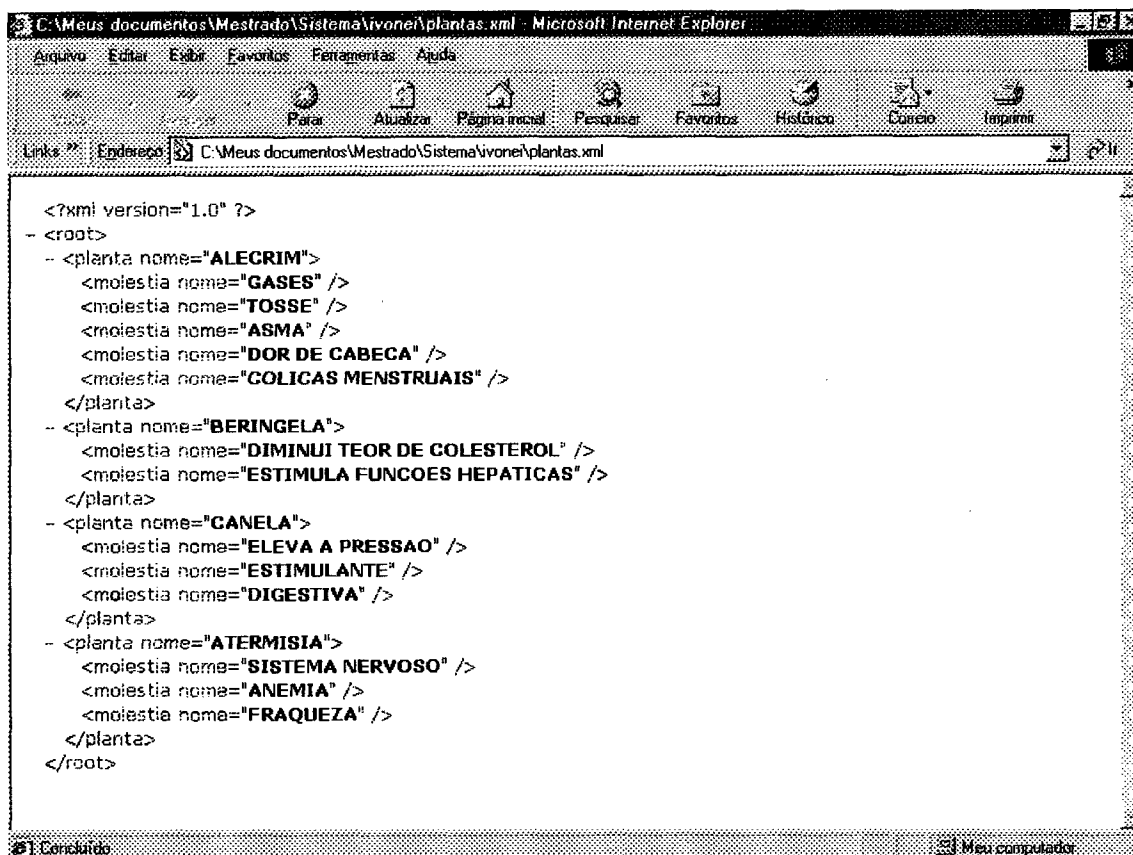 C:\Meus documentos\Mestrado\Sistema\ivonei\plantas.xml - Microsoft Internet Explorer
Arquivo Editar Exibir Favoritos Ferramentas Ajuda
Parar Atualizar Página inicial Pesquisar Favoritos Histórico Correio Imprimir
Links » Endereço C:\Meus documentos\Mestrado\Sistema\ivonei\plantas.xml Ir
<?xml version="1.0" ?>
- <root>
- <planta nome="ALECRIM">
<molestia nome="GASES" />
<molestia nome="TOSSE" />
<molestia nome="ASMA" />
<molestia nome="DOR DE CABECA" />
<molestia nome="COLICAS MENSTRUAIS" />
</planta>
- <planta nome="BERINGELA">
<molestia nome="DIMINUI TEOR DE COLESTEROL" />
<molestia nome="ESTIMULA FUNCOES HEPATICAS" />
</planta>
- <planta nome="CANELA">
<molestia nome="ELEVA A PRESSAO" />
<molestia nome="ESTIMULANTE" />
<molestia nome="DIGESTIVA" />
</planta>
- <planta nome="ATERMISIA">
<molestia nome="SISTEMA NERVOSO" />
<molestia nome="ANEMIA" />
<molestia nome="FRAQUEZA" />
</planta>
</root>
Concluído Meu computador